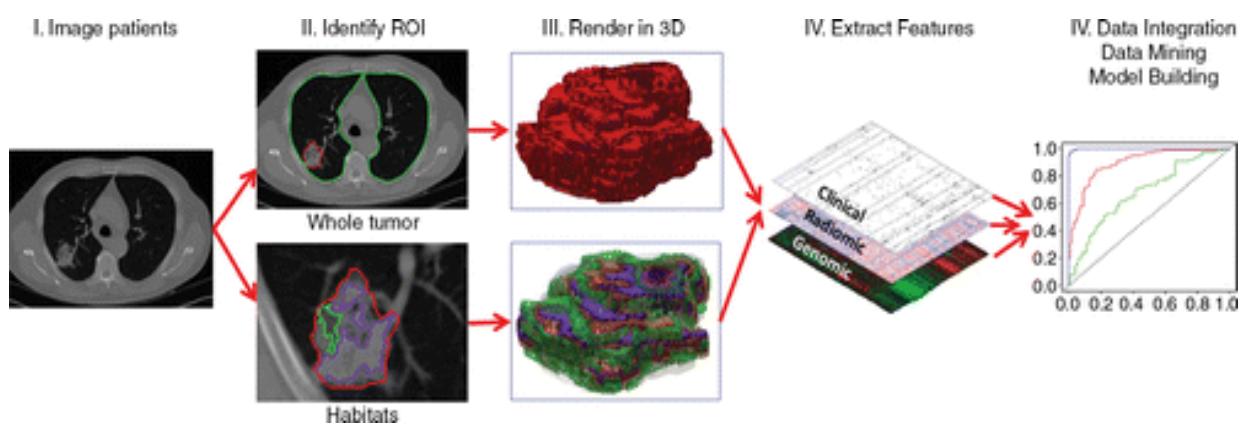 I. Image patients
II. Identify ROI
III. Render in 3D
IV. Extract Features
IV. Data Integration
Data Mining
Model Building
Whole tumor
Habitats
Clinical
Radiomic
Genomic
1.0
0.8
0.6
0.4
0.2
0.0
0.0 0.2 0.4 0.6 0.8 1.0